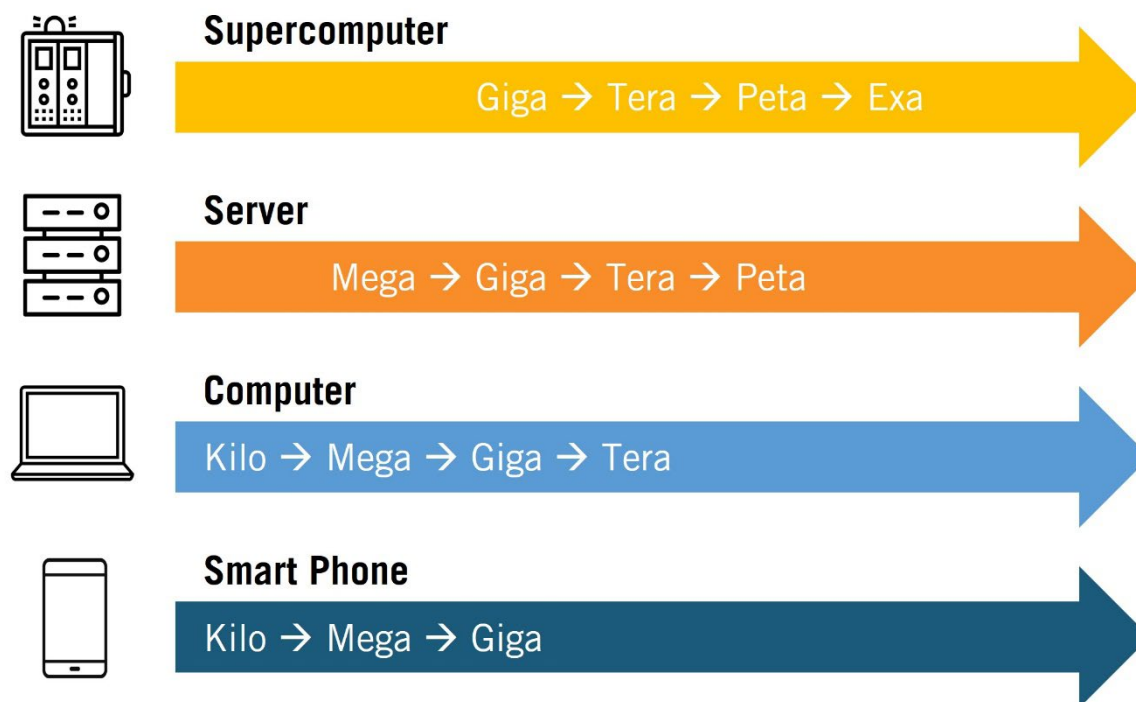 Supercomputer
Giga → Tera → Peta → Exa
Server
Mega → Giga → Tera → Peta
Computer
Kilo → Mega → Giga → Tera
Smart Phone
Kilo → Mega → Giga